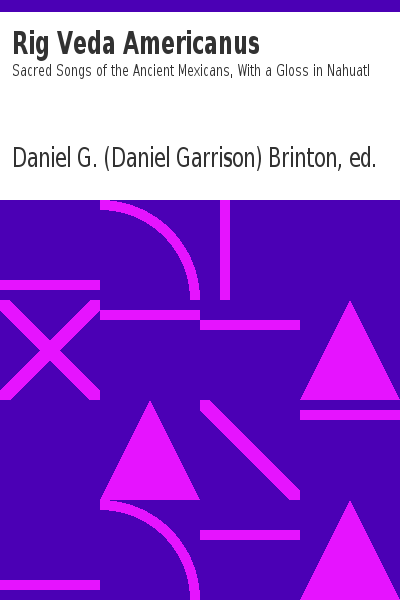 Rig Veda Americanus
Sacred Songs of the Ancient Mexicans, With a Gloss in Nahuatl
Daniel G. (Daniel Garrison) Brinton, ed.